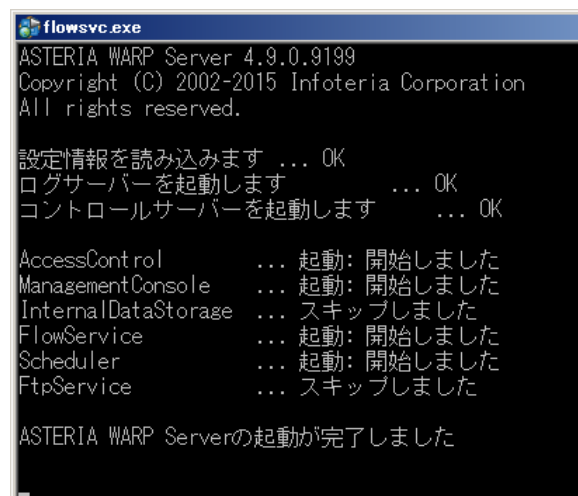 flowsvc.exe
ASTERIA WARP Server 4.9.0.9199
Copyright (C) 2002-2015 Infoteria Corporation
All rights reserved.
設定情報を読み込みます ... OK
ログサーバーを起動します ... OK
コントロールサーバーを起動します ... OK
AccessControl ... 起動: 開始しました
ManagementConsole ... 起動: 開始しました
InternalDataStorage ... スキップしました
FlowService ... 起動: 開始しました
Scheduler ... 起動: 開始しました
FtpService ... スキップしました
ASTERIA WARP Serverの起動が完了しました